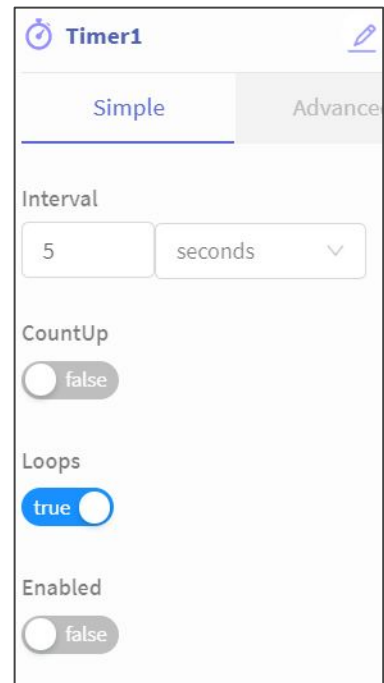 Timer1
Simple Advance
Interval
5 seconds
CountUp
false
Loops
true
Enabled
false